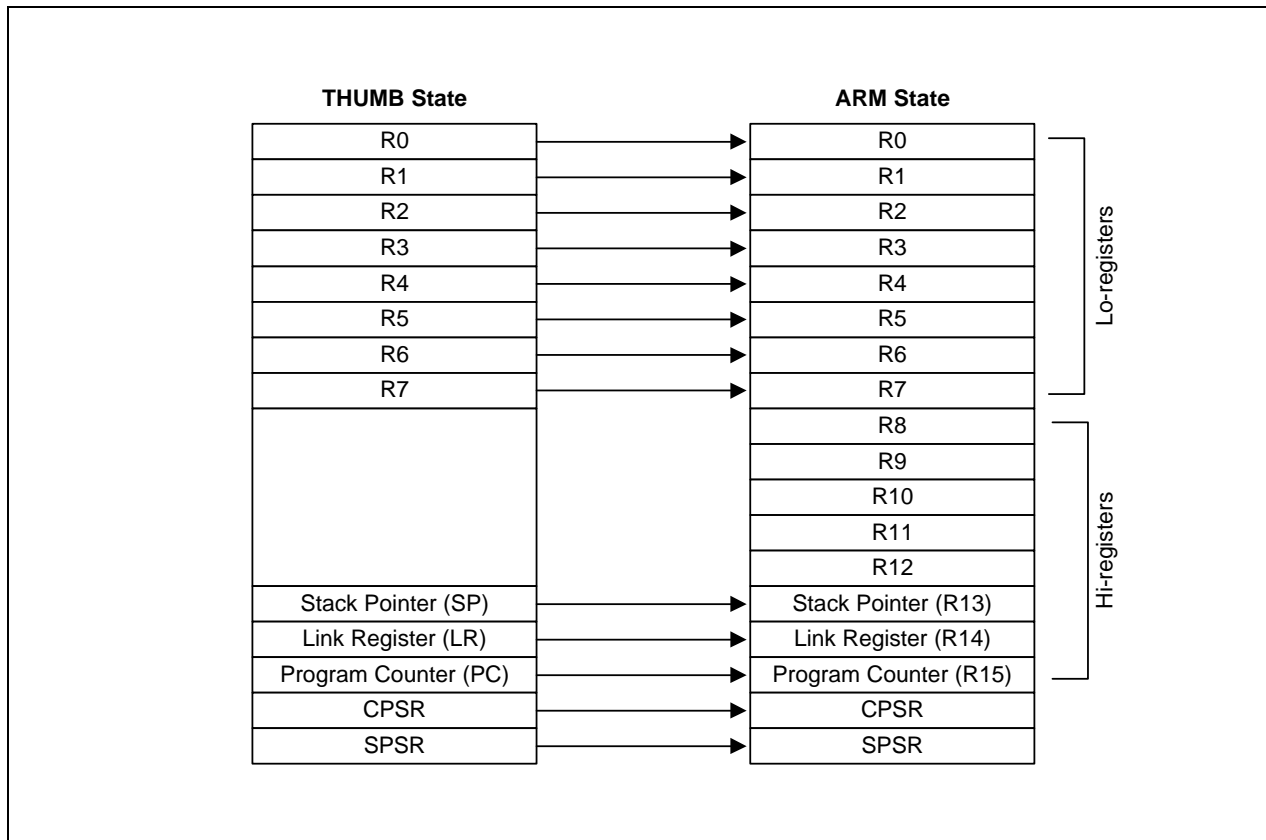 THUMB State
R0
R1
R2
R3
R4
R5
R6
R7
Stack Pointer (SP)
Link Register (LR)
Program Counter (PC)
CPSR
SPSR
ARM State
R0
R1
R2
R3
R4
R5
R6
R7
R8
R9
R10
R11
R12
Stack Pointer (R13)
Link Register (R14)
Program Counter (R15)
CPSR
SPSR
Lo-registers
Hi-registers